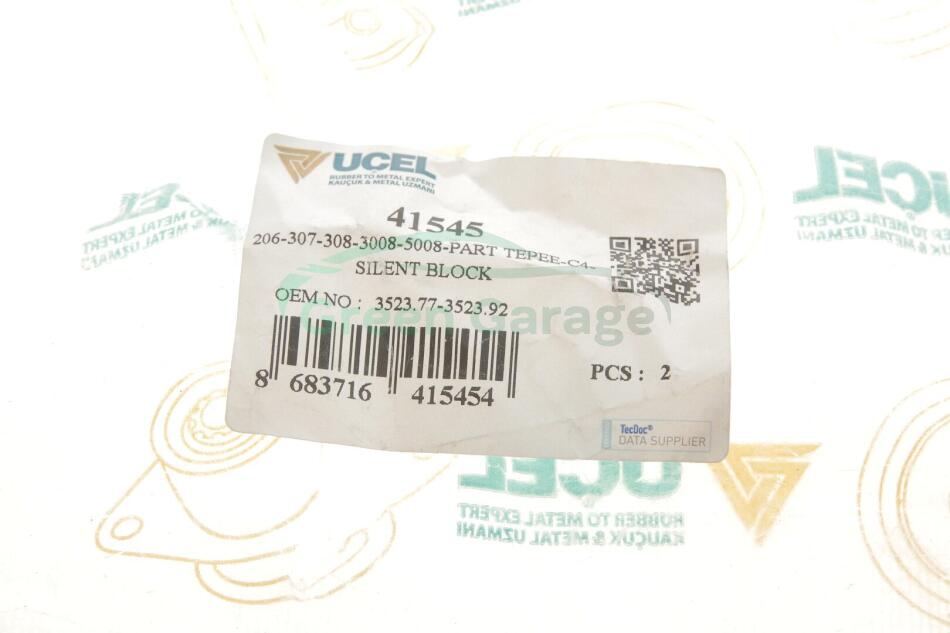 UCEL
RUBBER TO METAL EXPERT
KAUÇUK & METAL UZMANI
41545
206-307-308-3008-5008-PART TEPEE-C4-
SILENT BLOCK
OEM NO : 3523.77-3523.92
Green Garage
8 683716 415454
PCS : 2
TecDoc®
DATA SUPPLIER
UCEL
RUBBER TO METAL EXPERT
KAUÇUK & METAL UZMANI